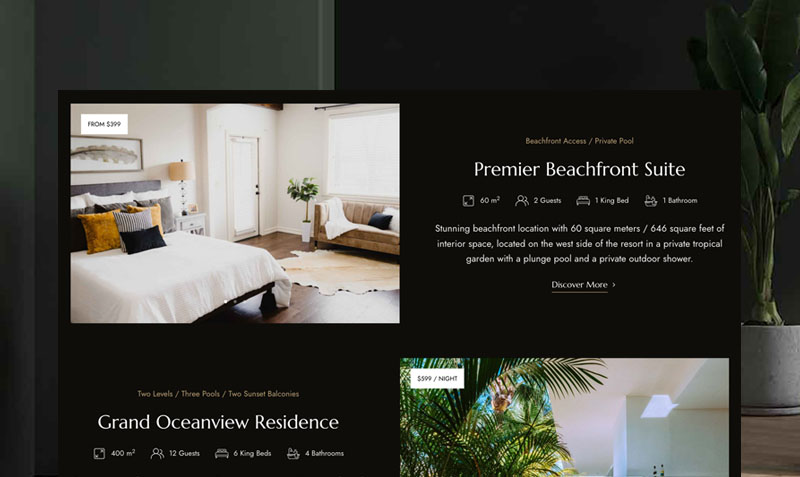 FROM $399
Beachfront Access / Private Pool
Premier Beachfront Suite
60 m² 2 Guests 1 King Bed 1 Bathroom
Stunning beachfront location with 60 square meters / 646 square feet of
interior space, located on the west side of the resort in a private tropical
garden with a plunge pool and a private outdoor shower.
Discover More ›
$599 / NIGHT
Two Levels / Three Pools / Two Sunset Balconies
Grand Oceanview Residence
400 m² 12 Guests 6 King Beds 4 Bathrooms